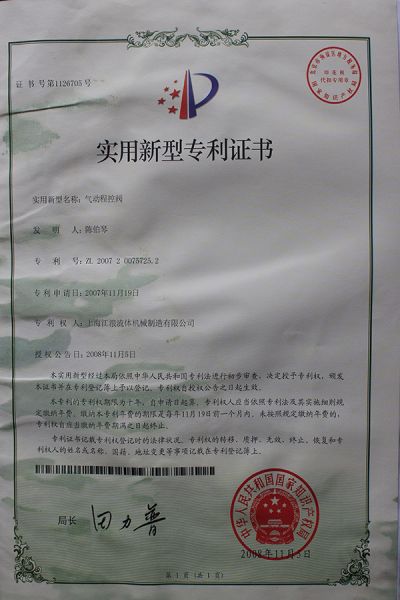 证书号第1126705号
印花税
代扣专用章
实用新型专利证书
实用新型名称：气动程控阀
发明人：陈伯琴
专利号：ZL 2007 2 0075725.2
专利申请日：2007年11月19日
专利权人：上海江浪流体机械制造有限公司
授权公告日：2008年11月5日
本实用新型经过本局依照中华人民共和国专利法进行初步审查，决定授予专利权，颁发
本证书并在专利登记簿上予以登记。专利权自授权公告之日起生效。
本专利的专利权期限为十年，自申请日起算。专利权人应当依照专利法及其实施细则规
定缴纳年费。缴纳本专利年费的期限是每年11月19日前一个月内。未按照规定缴纳年费的，
专利权自应当缴纳年费期满之日起终止。
专利证书记载专利权登记时的法律状况。专利权的转移、质押、无效、终止、恢复和专
利权人的姓名或名称、国籍、地址变更等事项记载在专利登记簿上。
局长 田力普
中华人民共和国国家知识产权局
2008年11月5日
第1页（共1页）